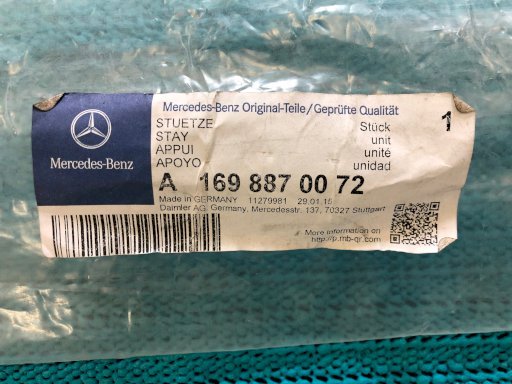 Mercedes-Benz
Mercedes-Benz Original-Teile/Geprüfte Qualität
STUETZE Stück 1
STAY unit
APPUI unité
APOYO unidad
A 169 887 00 72
Made in GERMANY 11279981 29.01.15
Daimler AG, Germany, Mercedesstr. 137, 70327 Stuttgart
More information on
http://p.mb-qr.com